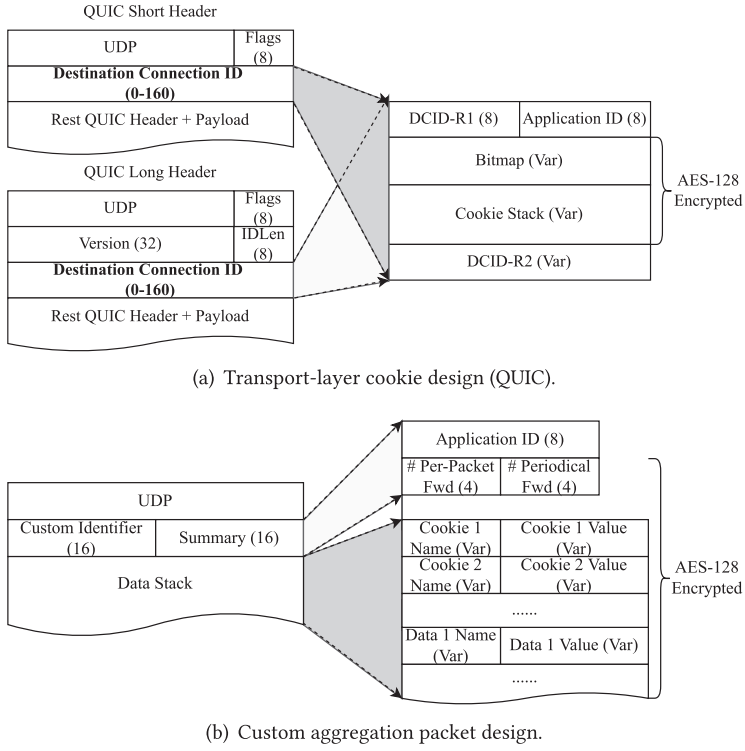 QUIC Short Header
UDP
Flags
(8)
Destination Connection ID
(0-160)
Rest QUIC Header + Payload
QUIC Long Header
UDP
Flags
(8)
Version (32)
IDLen
(8)
Destination Connection ID
(0-160)
Rest QUIC Header + Payload
DCID-R1 (8)
Application ID (8)
Bitmap (Var)
Cookie Stack (Var)
DCID-R2 (Var)
AES-128
Encrypted
(a) Transport-layer cookie design (QUIC).
UDP
Custom Identifier
(16)
Summary (16)
Data Stack
Application ID (8)
# Per-Packet
Fwd (4)
# Periodical
Fwd (4)
Cookie 1
Name (Var)
Cookie 1 Value
(Var)
Cookie 2
Name (Var)
Cookie 2 Value
(Var)
......
Data 1 Name
(Var)
Data 1 Value (Var)
......
AES-128
Encrypted
(b) Custom aggregation packet design.